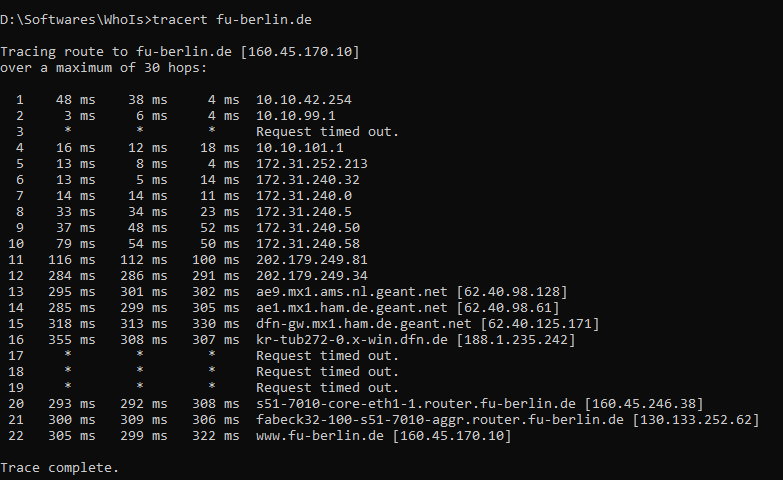 D:\Softwares\WhoIs>tracert fu-berlin.de
Tracing route to fu-berlin.de [160.45.170.10]
over a maximum of 30 hops:
1 48 ms 38 ms 4 ms 10.10.42.254
2 3 ms 6 ms 4 ms 10.10.99.1
3 * * * Request timed out.
4 16 ms 12 ms 18 ms 10.10.101.1
5 13 ms 8 ms 4 ms 172.31.252.213
6 13 ms 5 ms 14 ms 172.31.240.32
7 14 ms 14 ms 11 ms 172.31.240.0
8 33 ms 34 ms 23 ms 172.31.240.5
9 37 ms 48 ms 52 ms 172.31.240.50
10 79 ms 54 ms 50 ms 172.31.240.58
11 116 ms 112 ms 100 ms 202.179.249.81
12 284 ms 286 ms 291 ms 202.179.249.34
13 295 ms 301 ms 302 ms ae9.mx1.ams.nl.geant.net [62.40.98.128]
14 285 ms 299 ms 305 ms ae1.mx1.ham.de.geant.net [62.40.98.61]
15 318 ms 313 ms 330 ms dfn-gw.mx1.ham.de.geant.net [62.40.125.171]
16 355 ms 308 ms 307 ms kr-tub272-0.x-win.dfn.de [188.1.235.242]
17 * * * Request timed out.
18 * * * Request timed out.
19 * * * Request timed out.
20 293 ms 292 ms 308 ms s51-7010-core-eth1-1.router.fu-berlin.de [160.45.246.38]
21 300 ms 309 ms 306 ms fabeck32-100-s51-7010-aggr.router.fu-berlin.de [130.133.252.62]
22 305 ms 299 ms 322 ms www.fu-berlin.de [160.45.170.10]
Trace complete.